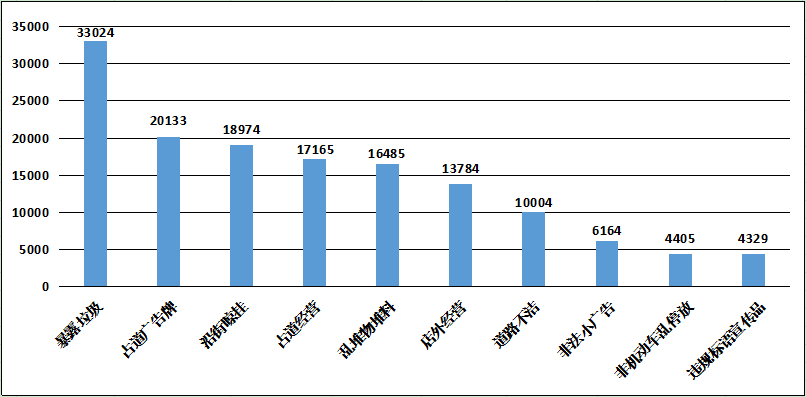 35000
30000
25000
20000
15000
10000
5000
0
33024
20133
18974
17165
16485
13784
10004
6164
4405
4329
暴露垃圾
占道广告牌
沿街晾挂
占道经营
乱堆物堆料
店外经营
道路不洁
非法小广告
非机动车乱停放
违规标语宣传品